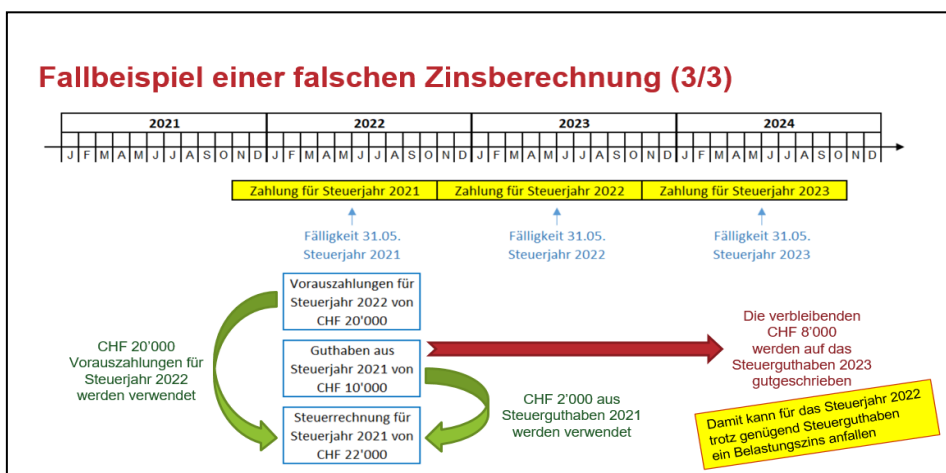 Fallbeispiel einer falschen Zinsberechnung (3/3)
2021 2022 2023 2024
J F M A M J J A S O N D J F M A M J J A S O N D J F M A M J J A S O N D J F M A M J J A S O N D
Zahlung für Steuerjahr 2021 Zahlung für Steuerjahr 2022 Zahlung für Steuerjahr 2023
Fälligkeit 31.05.
Steuerjahr 2021
Fälligkeit 31.05.
Steuerjahr 2022
Fälligkeit 31.05.
Steuerjahr 2023
Vorauszahlungen für
Steuerjahr 2022 von
CHF 20'000
CHF 20'000
Vorauszahlungen für
Steuerjahr 2022
werden verwendet
Guthaben aus
Steuerjahr 2021 von
CHF 10'000
Die verbleibenden
CHF 8'000
werden auf das
Steuerguthaben 2023
gutgeschrieben
CHF 2'000 aus
Steuerguthaben 2021
werden verwendet
Steuerrechnung für
Steuerjahr 2021 von
CHF 22'000
Damit kann für das Steuerjahr 2022
trotz genügend Steuerguthaben
ein Belastungszins anfallen